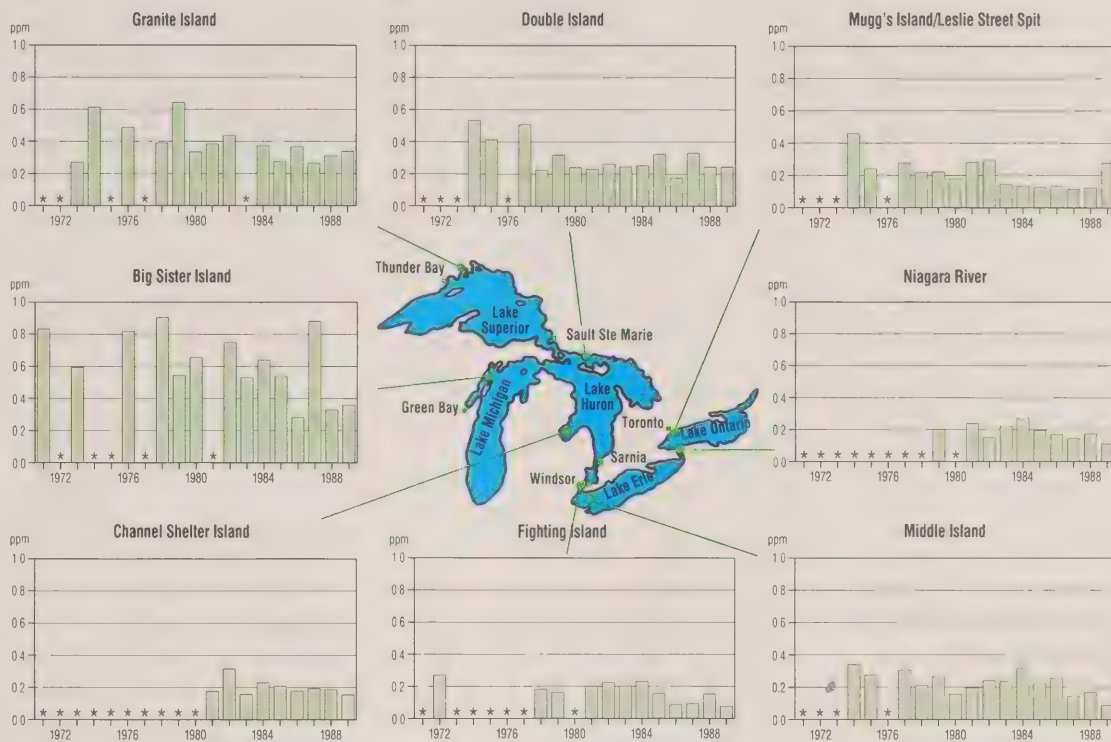 Granite Island
ppm
1.0
0.8
0.6
0.4
0.2
0.0
* * * * *
1972 1976 1980 1984 1988
Double Island
ppm
1.0
0.8
0.6
0.4
0.2
0.0
* * * *
1972 1976 1980 1984 1988
Mugg's Island/Leslie Street Spit
ppm
1.0
0.8
0.6
0.4
0.2
0.0
* * * *
1972 1976 1980 1984 1988
Big Sister Island
ppm
1.0
0.8
0.6
0.4
0.2
0.0
* * * * *
1972 1976 1980 1984 1988
Thunder Bay
Lake
Superior
Sault Ste Marie
Green Bay
Lake Michigan
Lake
Huron
Toronto
Lake Ontario
Sarnia
Windsor
Lake Erie
Niagara River
ppm
1.0
0.8
0.6
0.4
0.2
0.0
* * * * * * * * *
1972 1976 1980 1984 1988
Channel Shelter Island
ppm
1.0
0.8
0.6
0.4
0.2
0.0
* * * * * * * * * *
1972 1976 1980 1984 1988
Fighting Island
ppm
1.0
0.8
0.6
0.4
0.2
0.0
* * * * * * *
1972 1976 1980 1984 1988
Middle Island
ppm
1.0
0.8
0.6
0.4
0.2
0.0
* * * *
1972 1976 1980 1984 1988